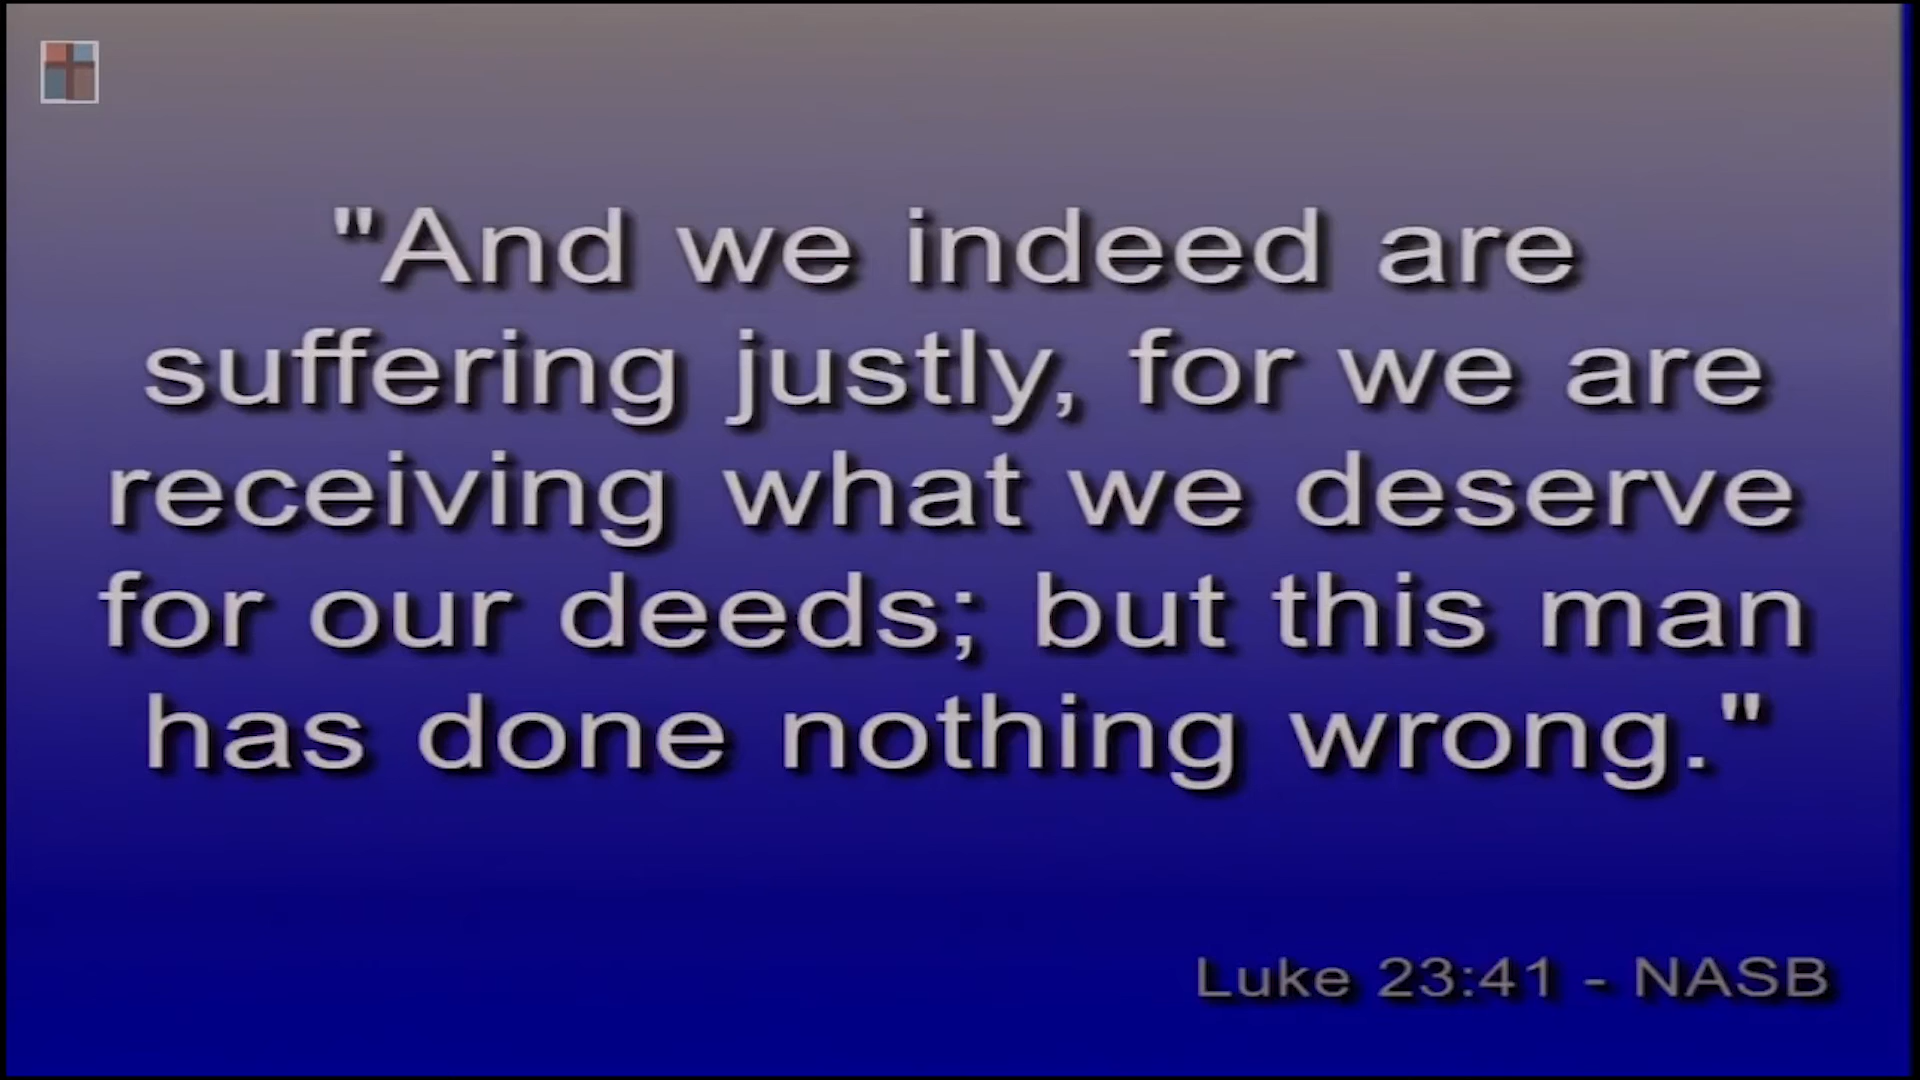 "And we indeed are
suffering justly, for we are
receiving what we deserve
for our deeds; but this man
has done nothing wrong."
Luke 23:41 - NASB